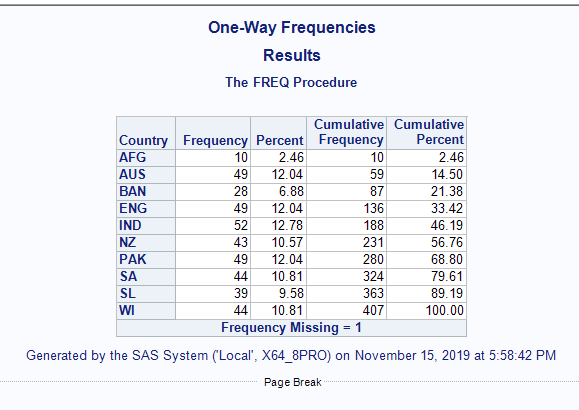 One-Way Frequencies
Results
The FREQ Procedure
Cumulative Cumulative
Country Frequency Percent Frequency Percent
AFG 10 2.46 10 2.46
AUS 49 12.04 59 14.50
BAN 28 6.88 87 21.38
ENG 49 12.04 136 33.42
IND 52 12.78 188 46.19
NZ 43 10.57 231 56.76
PAK 49 12.04 280 68.80
SA 44 10.81 324 79.61
SL 39 9.58 363 89.19
WI 44 10.81 407 100.00
Frequency Missing = 1
Generated by the SAS System ('Local', X64_8PRO) on November 15, 2019 at 5:58:42 PM
Page Break